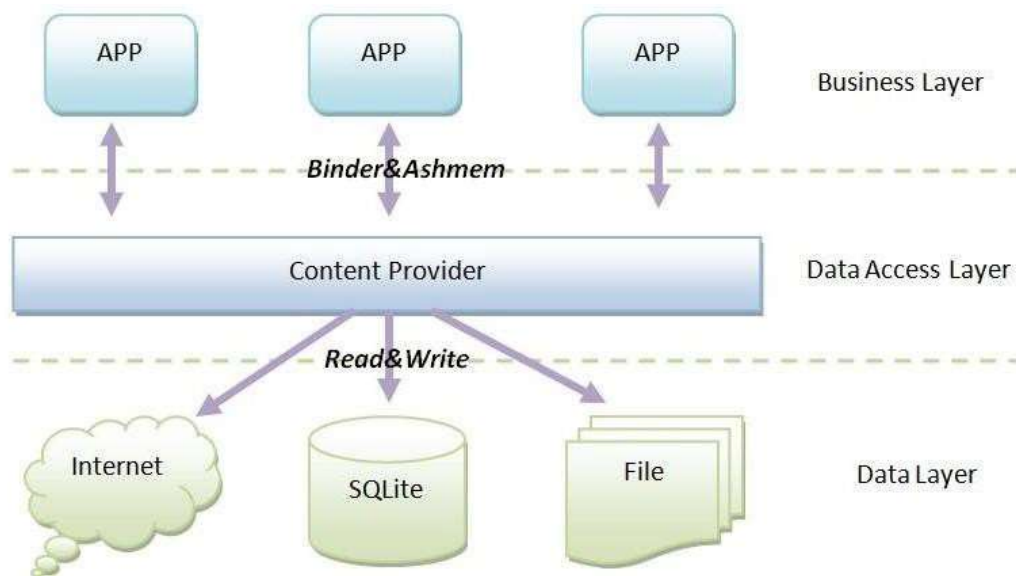 APP
APP
APP
Business Layer
Binder&Ashmem
Content Provider
Data Access Layer
Read&Write
Internet
SQLite
File
Data Layer